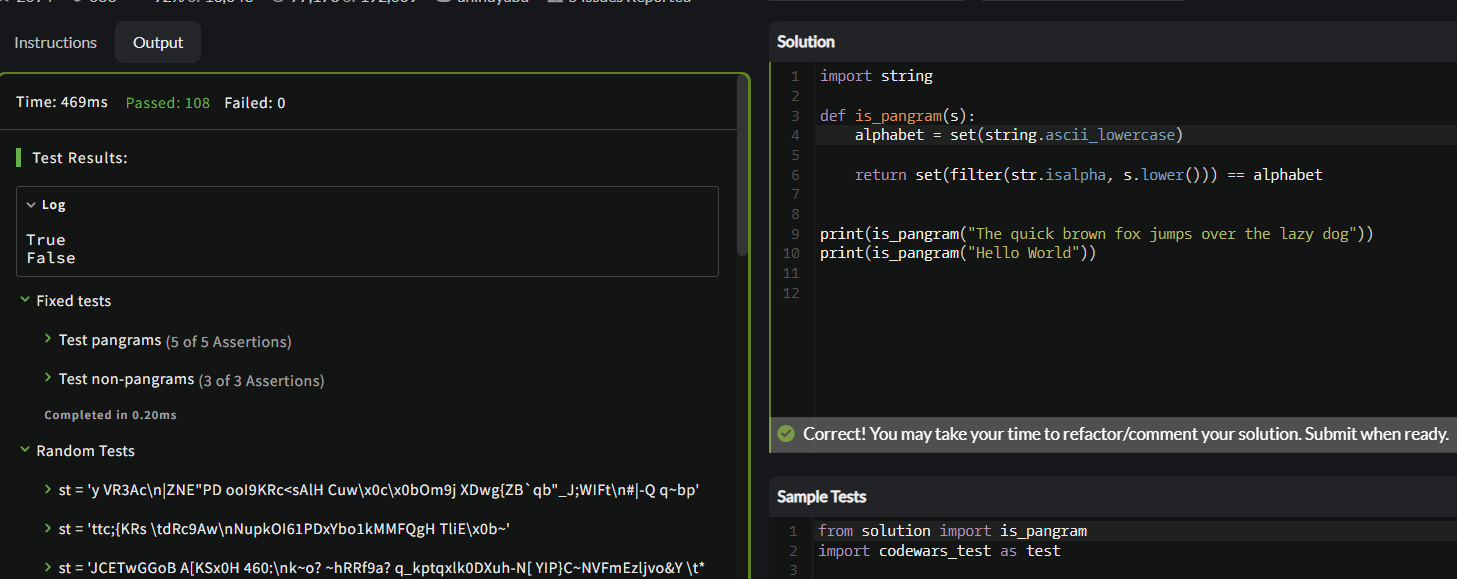 Instructions
Output
Time: 469ms Passed: 108 Failed: 0
Test Results:
Log
True
False
Fixed tests
Test pangrams (5 of 5 Assertions)
Test non-pangrams (3 of 3 Assertions)
Completed in 0.20ms
Random Tests
st = 'y VR3Ac\n|ZNE"PD ooI9KRc<sAlH Cuw\x0c\x0bOm9j XDwg{ZB`qb"_J;WIFt\n#|-Q q~bp'
st = 'ttc;{KRs \tdRc9Aw\nNupkOI61PDxYbo1kMMFQgH TliE\x0b~'
st = 'JCETwGGoB A[KSx0H 460:\nk~o? ~hRRf9a? q_kptqxlk0DXuh-N[ YIP}C~NVFmEzljvo&Y \t*
Solution
1 import string
2
3 def is_pangram(s):
4 alphabet = set(string.ascii_lowercase)
5
6 return set(filter(str.isalpha, s.lower())) == alphabet
7
8
9 print(is_pangram("The quick brown fox jumps over the lazy dog"))
10 print(is_pangram("Hello World"))
11
12
Correct! You may take your time to refactor/comment your solution. Submit when ready.
Sample Tests
1 from solution import is_pangram
2 import codewars_test as test
3